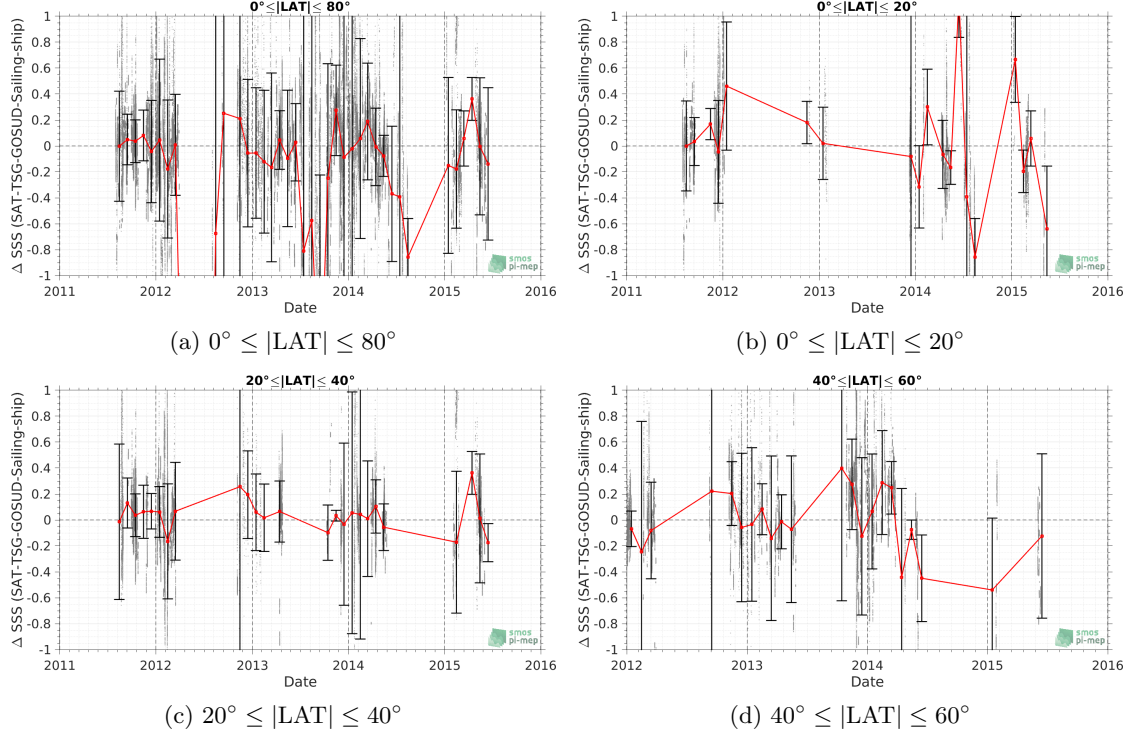 0°≤|LAT|≤ 80°
Δ SSS (SAT-TSG-GOSUD-Sailing-ship)
1
0.8
0.6
0.4
0.2
0
-0.2
-0.4
-0.6
-0.8
-1
smos
pi-mep
2011 2012 2013 2014 2015 2016
Date
(a) 0° ≤ |LAT| ≤ 80°
0°≤|LAT|≤ 20°
Δ SSS (SAT-TSG-GOSUD-Sailing-ship)
1
0.8
0.6
0.4
0.2
0
-0.2
-0.4
-0.6
-0.8
-1
smos
pi-mep
2011 2012 2013 2014 2015 2016
Date
(b) 0° ≤ |LAT| ≤ 20°
20°≤|LAT|≤ 40°
Δ SSS (SAT-TSG-GOSUD-Sailing-ship)
1
0.8
0.6
0.4
0.2
0
-0.2
-0.4
-0.6
-0.8
-1
smos
pi-mep
2011 2012 2013 2014 2015 2016
Date
(c) 20° ≤ |LAT| ≤ 40°
40°≤|LAT|≤ 60°
Δ SSS (SAT-TSG-GOSUD-Sailing-ship)
1
0.8
0.6
0.4
0.2
0
-0.2
-0.4
-0.6
-0.8
-1
smos
pi-mep
2012 2013 2014 2015 2016
Date
(d) 40° ≤ |LAT| ≤ 60°